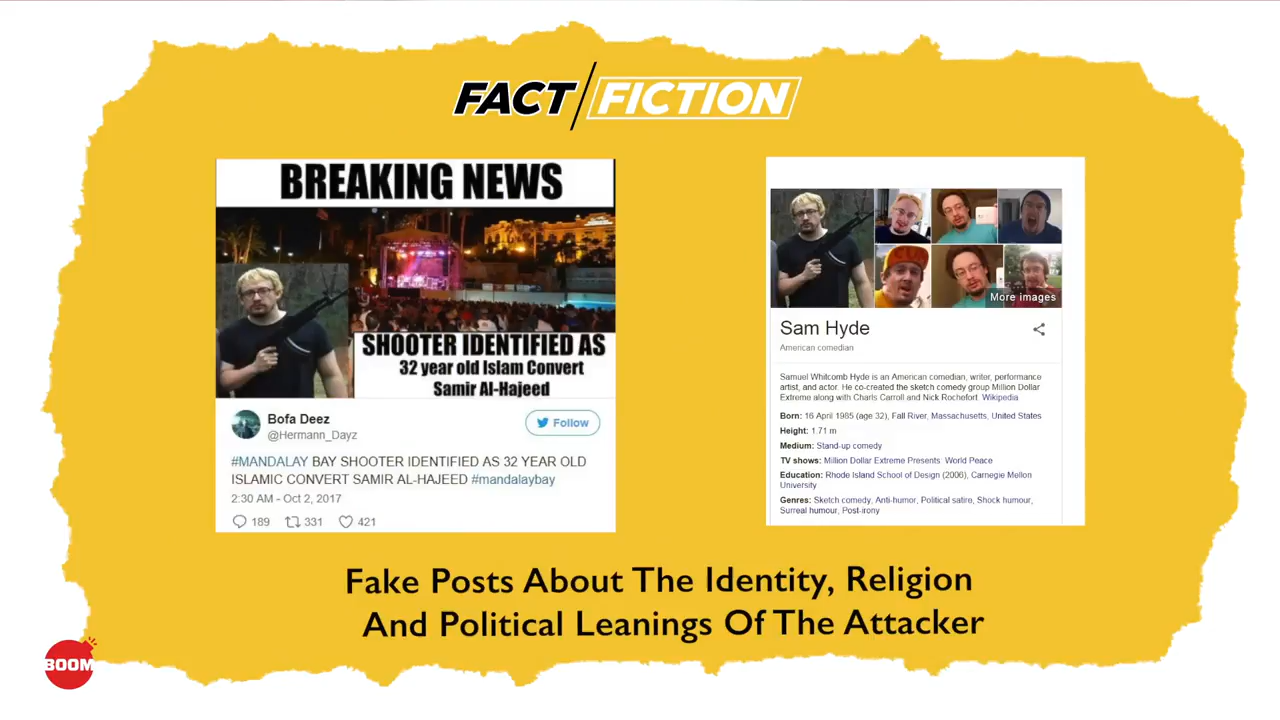 FACT/FICTION
BREAKING NEWS
SHOOTER IDENTIFIED AS
32 year old Islam Convert
Samir Al-Hajeed
Bofa Deez
@Hermann_Dayz
Follow
#MANDALAY BAY SHOOTER IDENTIFIED AS 32 YEAR OLD
ISLAMIC CONVERT SAMIR AL-HAJEED #mandalaybay
2:30 AM - Oct 2, 2017
189 331 421
More images
Sam Hyde
American comedian
Samuel Whitcomb Hyde is an American comedian, writer, performance
artist, and actor. He co-created the sketch comedy group Million Dollar
Extreme along with Charls Carroll and Nick Rochefort. Wikipedia
Born: 16 April 1985 (age 32), Fall River, Massachusetts, United States
Height: 1.71 m
Medium: Stand-up comedy
TV shows: Million Dollar Extreme Presents: World Peace
Education: Rhode Island School of Design (2006), Carnegie Mellon
University
Genres: Sketch comedy, Anti-humor, Political satire, Shock humour,
Surreal humour, Post-irony
Fake Posts About The Identity, Religion
And Political Leanings Of The Attacker
BOOM